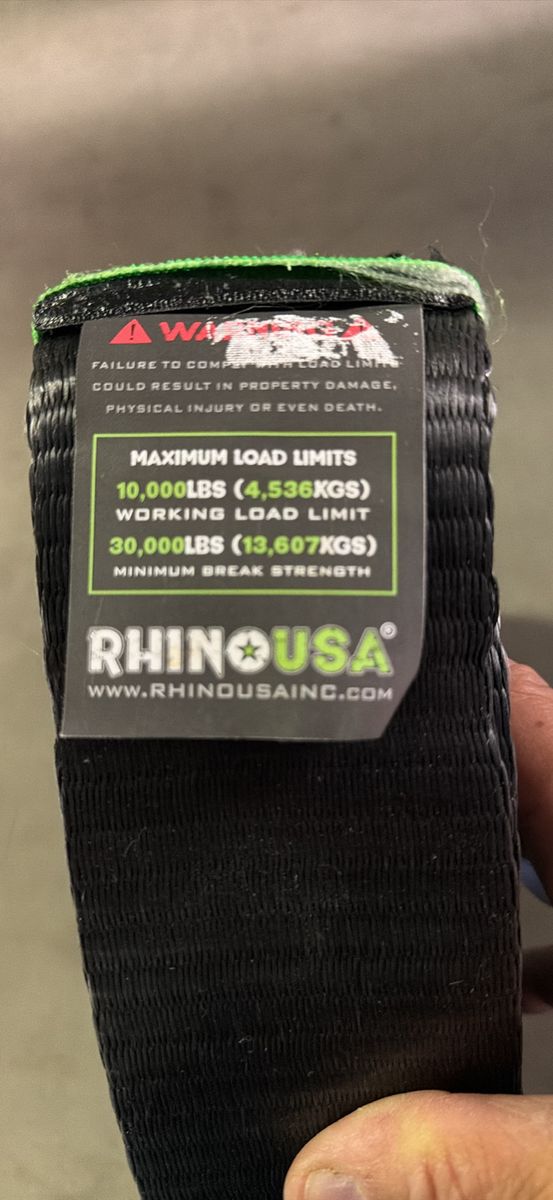 FAILURE TO COMPLY WITH LOAD LIMITS
COULD RESULT IN PROPERTY DAMAGE,
PHYSICAL INJURY OR EVEN DEATH.
MAXIMUM LOAD LIMITS
10,000LBS (4,536KGS)
WORKING LOAD LIMIT
30,000LBS (13,607KGS)
MINIMUM BREAK STRENGTH
RHINOUSA®
WWW.RHINOUSAINC.COM